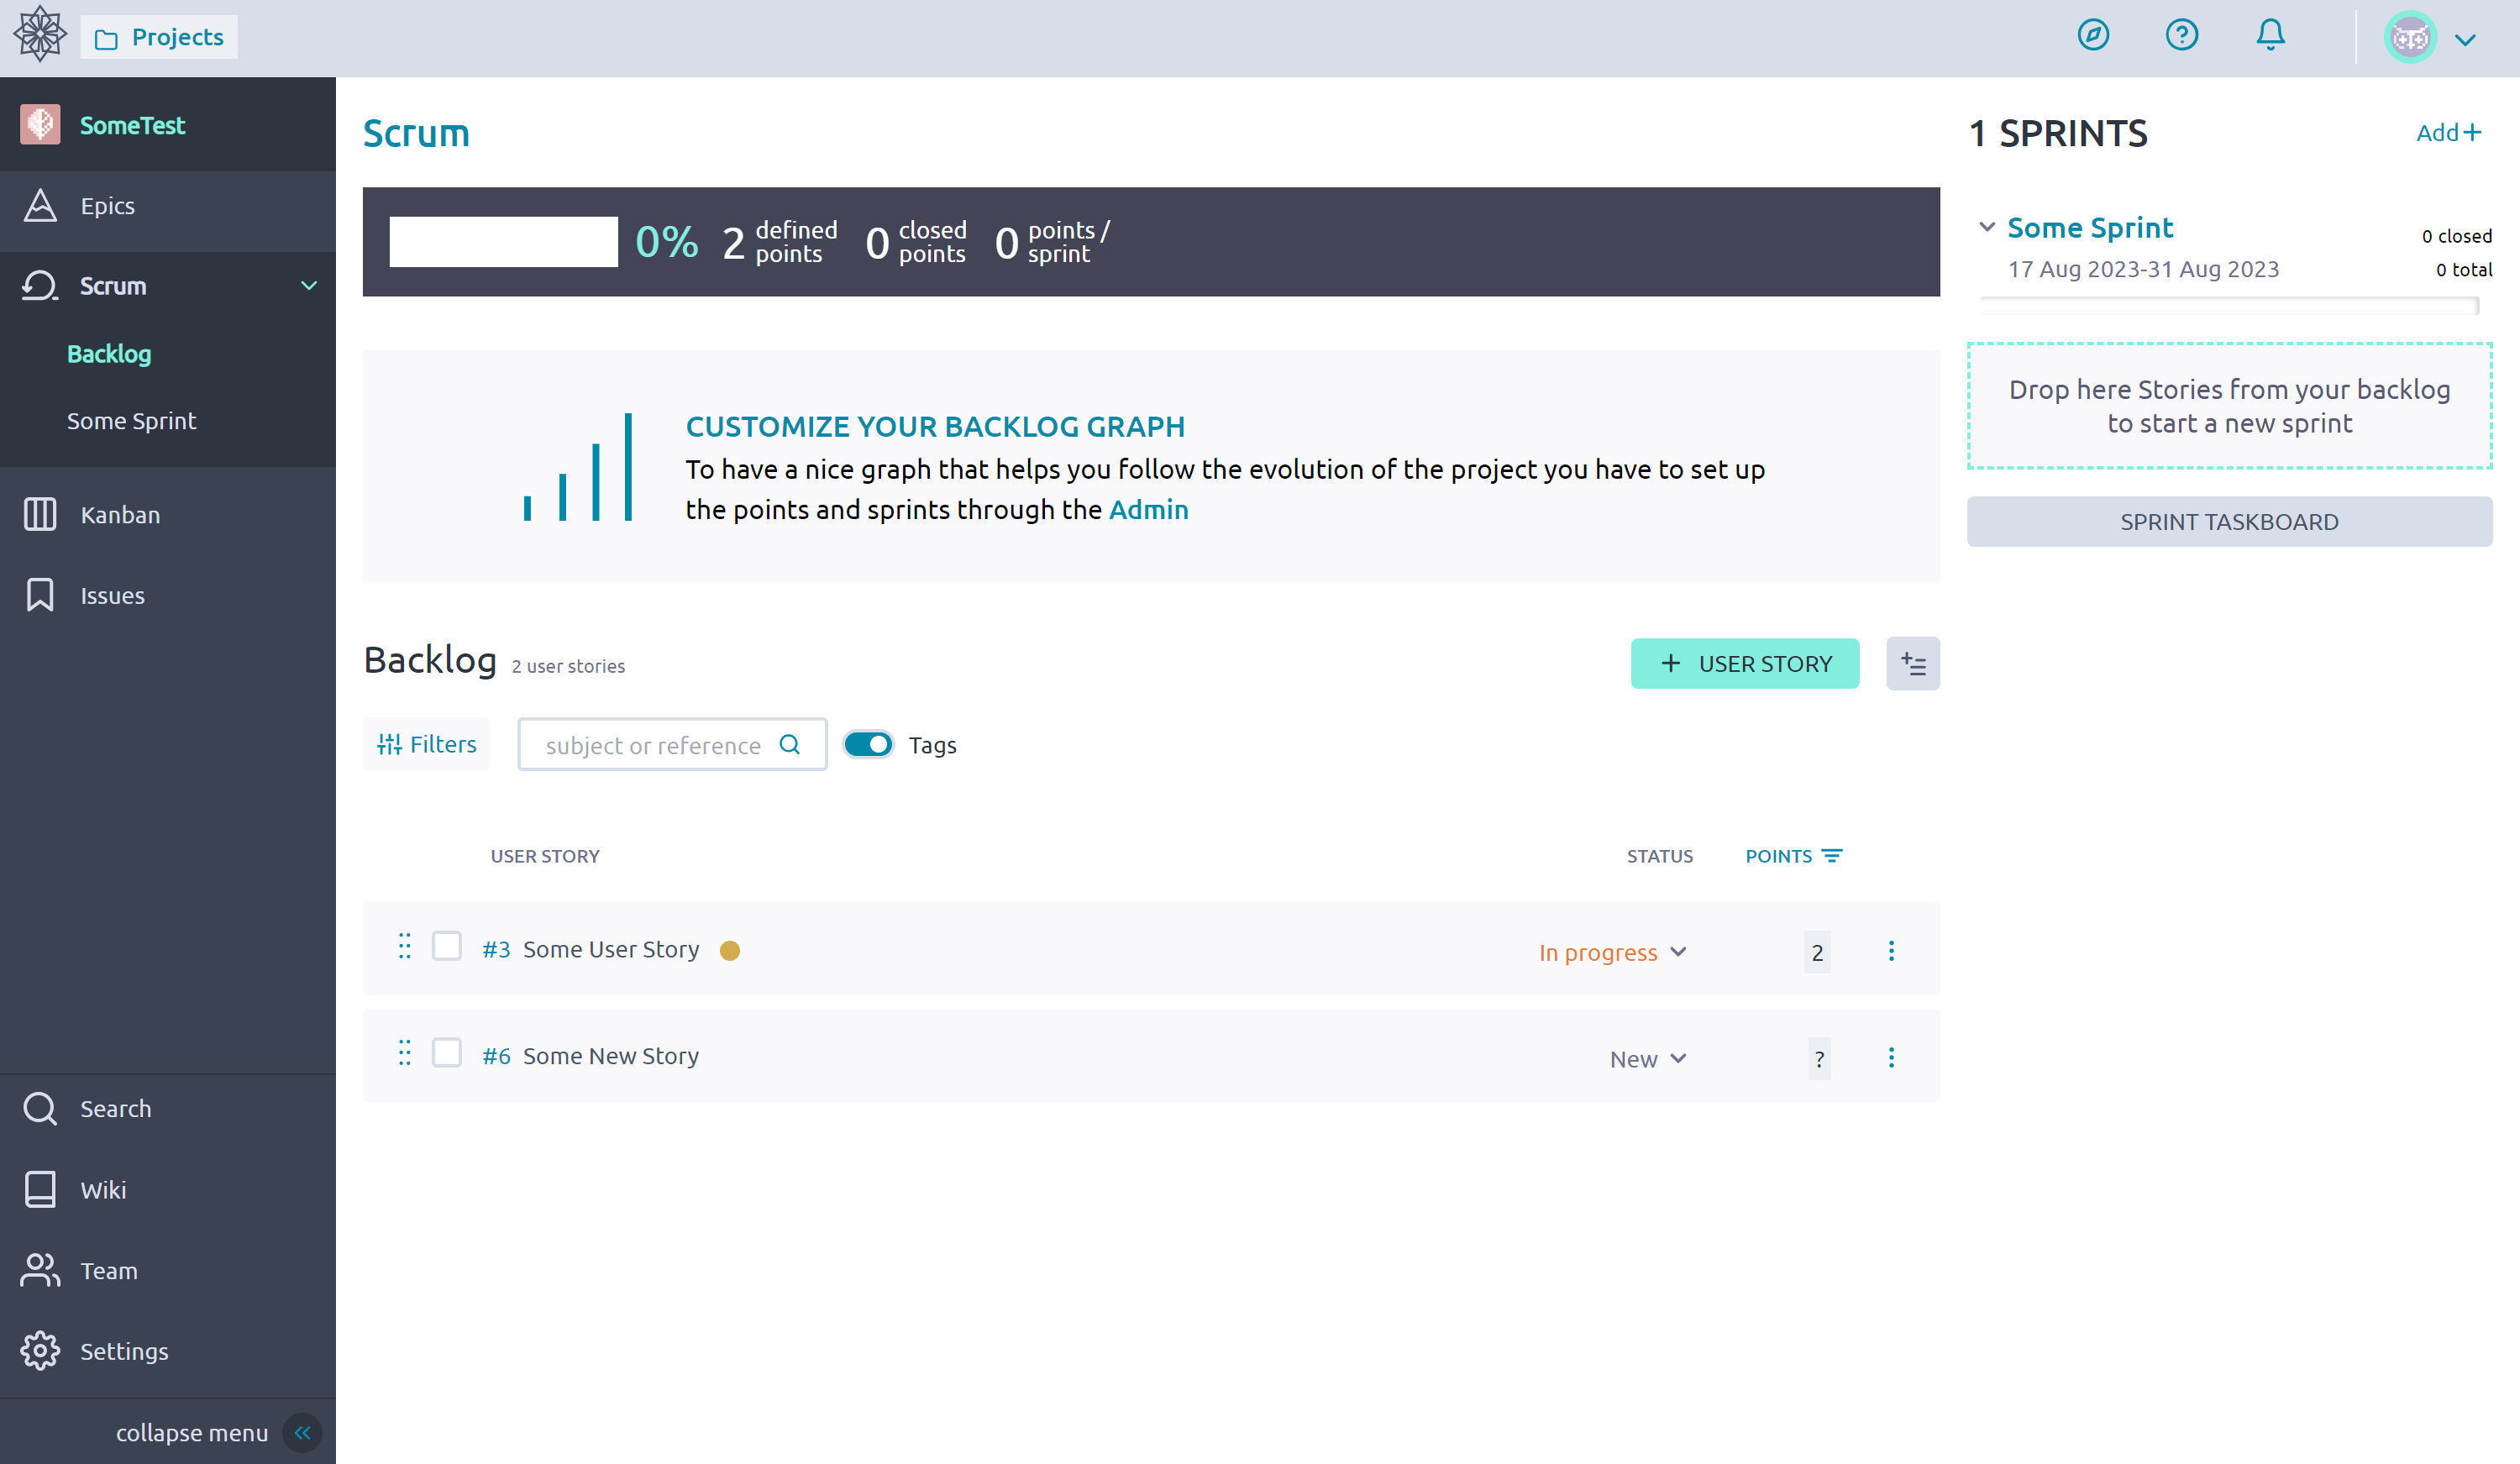 Projects
SomeTest
Epics
Scrum
Backlog
Some Sprint
Kanban
Issues
Search
Wiki
Team
Settings
collapse menu
Scrum
0%
2 defined points
0 closed points
0 points / sprint
CUSTOMIZE YOUR BACKLOG GRAPH
To have a nice graph that helps you follow the evolution of the project you have to set up
the points and sprints through the Admin
Backlog 2 user stories
+ USER STORY
Filters
subject or reference
Tags
USER STORY STATUS POINTS
#3 Some User Story In progress 2
#6 Some New Story New ?
1 SPRINTS Add+
Some Sprint 0 closed
17 Aug 2023-31 Aug 2023 0 total
Drop here Stories from your backlog
to start a new sprint
SPRINT TASKBOARD